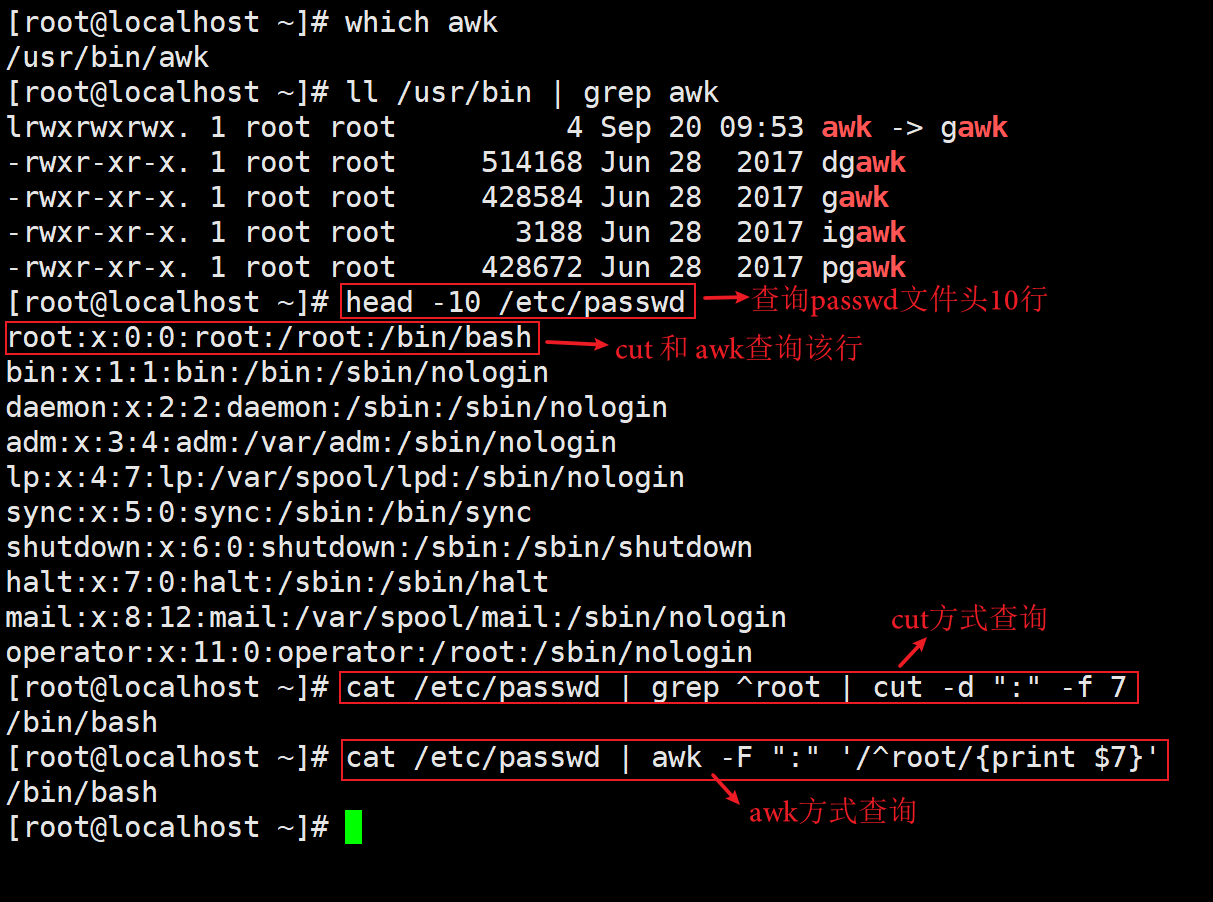 [root@localhost ~]# which awk
/usr/bin/awk
[root@localhost ~]# ll /usr/bin | grep awk
lrwxrwxrwx. 1 root root          4 Sep 20 09:53 awk -> gawk
-rwxr-xr-x. 1 root root     514168 Jun 28  2017 dgawk
-rwxr-xr-x. 1 root root     428584 Jun 28  2017 gawk
-rwxr-xr-x. 1 root root       3188 Jun 28  2017 igawk
-rwxr-xr-x. 1 root root     428672 Jun 28  2017 pgawk
[root@localhost ~]# head -10 /etc/passwd
查询passwd文件头10行
root:x:0:0:root:/root:/bin/bash
cut 和 awk查询该行
bin:x:1:1:bin:/bin:/sbin/nologin
daemon:x:2:2:daemon:/sbin:/sbin/nologin
adm:x:3:4:adm:/var/adm:/sbin/nologin
lp:x:4:7:lp:/var/spool/lpd:/sbin/nologin
sync:x:5:0:sync:/sbin:/bin/sync
shutdown:x:6:0:shutdown:/sbin:/sbin/shutdown
halt:x:7:0:halt:/sbin:/sbin/halt
mail:x:8:12:mail:/var/spool/mail:/sbin/nologin
cut方式查询
operator:x:11:0:operator:/root:/sbin/nologin
[root@localhost ~]# cat /etc/passwd | grep ^root | cut -d ":" -f 7
/bin/bash
[root@localhost ~]# cat /etc/passwd | awk -F ":" '/^root/{print $7}'
/bin/bash
awk方式查询
[root@localhost ~]#